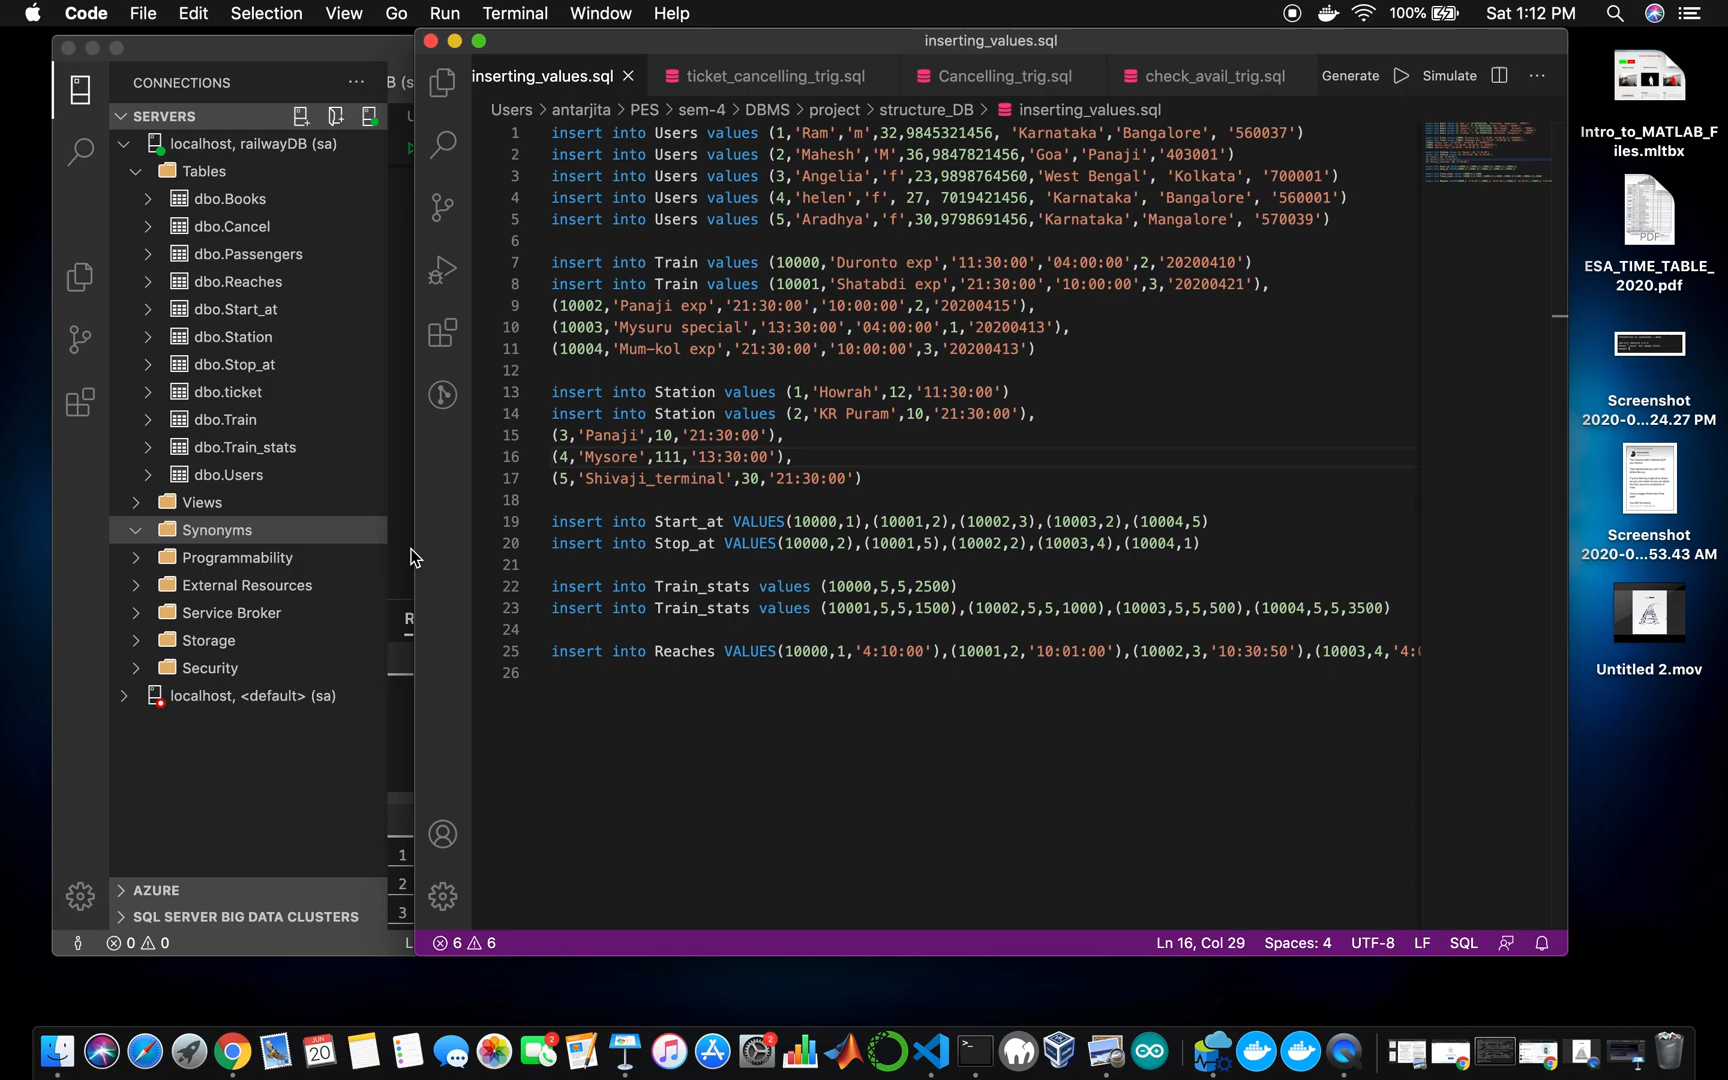 Code File Edit Selection View Go Run Terminal Window Help 100% Sat 1:12 PM
inserting_values.sql
CONNECTIONS
SERVERS
localhost, railwayDB (sa)
Tables
dbo.Books
dbo.Cancel
dbo.Passengers
dbo.Reaches
dbo.Start_at
dbo.Station
dbo.Stop_at
dbo.ticket
dbo.Train
dbo.Train_stats
dbo.Users
Views
Synonyms
Programmability
External Resources
Service Broker
Storage
Security
localhost, <default> (sa)
AZURE
SQL SERVER BIG DATA CLUSTERS
0 0
B (s
1
2
3
inserting_values.sql ticket_cancelling_trig.sql Cancelling_trig.sql check_avail_trig.sql Generate Simulate
Users > antarjita > PES > sem-4 > DBMS > project > structure_DB > inserting_values.sql
1 insert into Users values (1,'Ram','m',32,9845321456, 'Karnataka','Bangalore', '560037')
2 insert into Users values (2,'Mahesh','M',36,9847821456,'Goa','Panaji','403001')
3 insert into Users values (3,'Angelia','f',23,9898764560,'West Bengal', 'Kolkata', '700001')
4 insert into Users values (4,'helen','f', 27, 7019421456, 'Karnataka', 'Bangalore', '560001')
5 insert into Users values (5,'Aradhya','f',30,9798691456,'Karnataka','Mangalore', '570039')
6
7 insert into Train values (10000,'Duronto exp','11:30:00','04:00:00',2,'20200410')
8 insert into Train values (10001,'Shatabdi exp','21:30:00','10:00:00',3,'20200421'),
9 (10002,'Panaji exp','21:30:00','10:00:00',2,'20200415'),
10 (10003,'Mysuru special','13:30:00','04:00:00',1,'20200413'),
11 (10004,'Mum-kol exp','21:30:00','10:00:00',3,'20200413')
12
13 insert into Station values (1,'Howrah',12,'11:30:00')
14 insert into Station values (2,'KR Puram',10,'21:30:00'),
15 (3,'Panaji',10,'21:30:00'),
16 (4,'Mysore',111,'13:30:00'),
17 (5,'Shivaji_terminal',30,'21:30:00')
18
19 insert into Start_at VALUES(10000,1),(10001,2),(10002,3),(10003,2),(10004,5)
20 insert into Stop_at VALUES(10000,2),(10001,5),(10002,2),(10003,4),(10004,1)
21
22 insert into Train_stats values (10000,5,5,2500)
23 insert into Train_stats values (10001,5,5,1500),(10002,5,5,1000),(10003,5,5,500),(10004,5,5,3500)
24
25 insert into Reaches VALUES(10000,1,'4:10:00'),(10001,2,'10:01:00'),(10002,3,'10:30:50'),(10003,4,'4:0
26
6 6 Ln 16, Col 29 Spaces: 4 UTF-8 LF SQL
Intro_to_MATLAB_F
iles.mltbx
PDF
ESA_TIME_TABLE_
2020.pdf
Screenshot
2020-0...24.27 PM
Screenshot
2020-0...53.43 AM
Untitled 2.mov
JUN
20
2
2